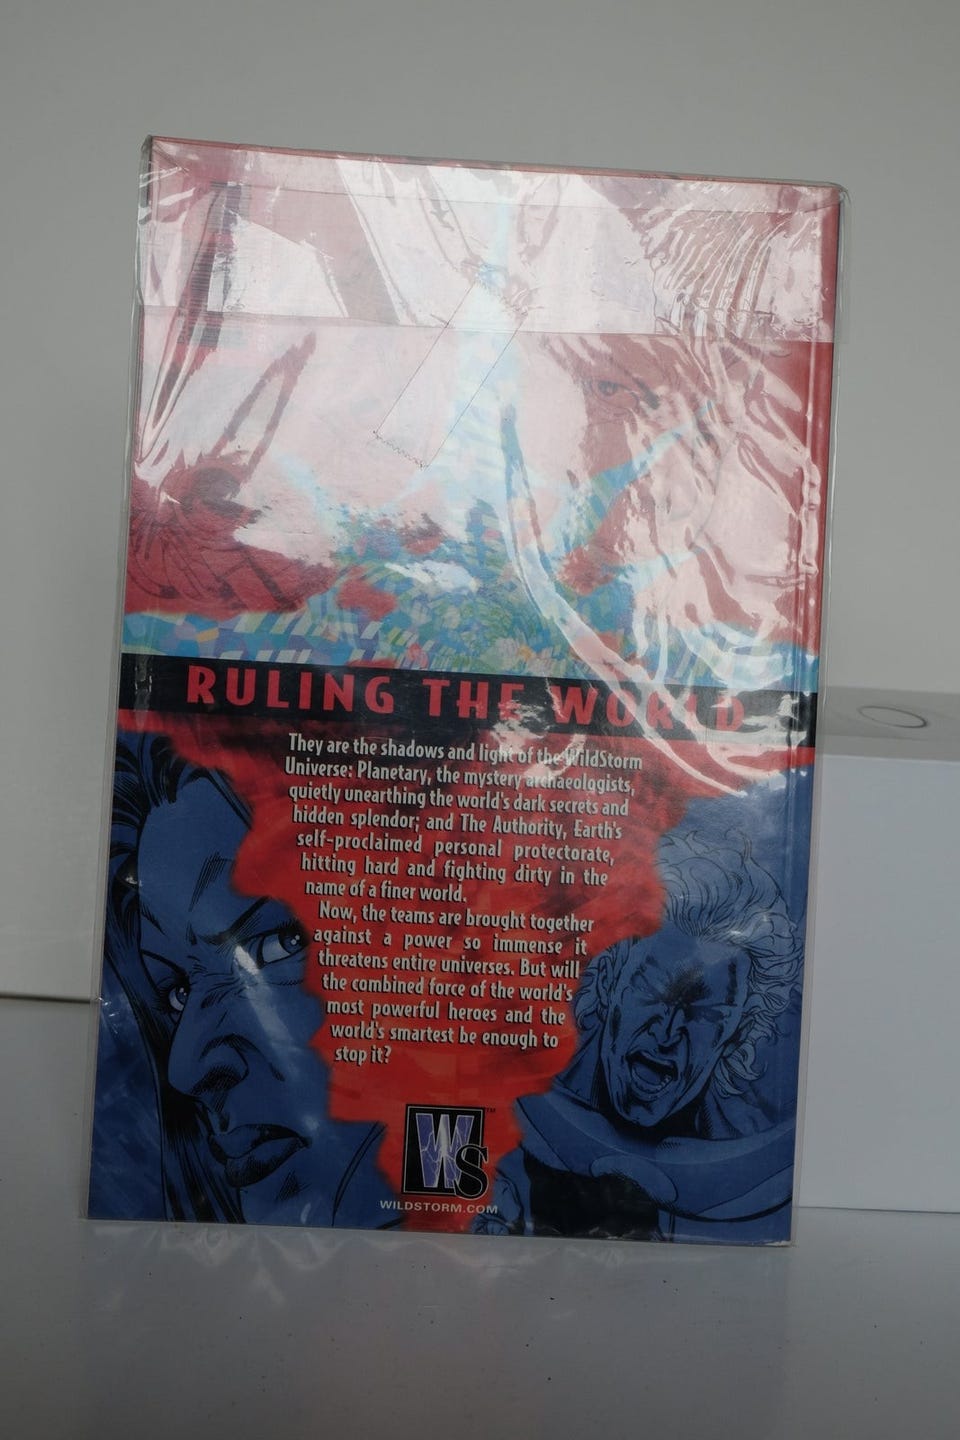 RULING THE WORLD
They are the shadows and light of the WildStorm
Universe: Planetary, the mystery archaeologists,
quietly unearthing the world's dark secrets and
hidden splendor; and The Authority, Earth's
self-proclaimed personal protectorate,
hitting hard and fighting dirty in the
name of a finer world.
Now, the teams are brought together
against a power so immense it
threatens entire universes. But will
the combined force of the world's
most powerful heroes and the
world's smartest be enough to
stop it?
WS™
WILDSTORM.COM